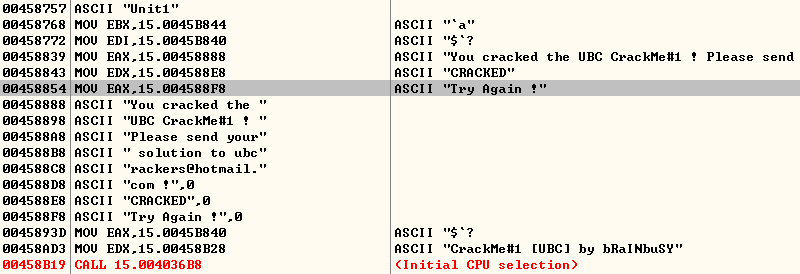 00458757 ASCII "Unit1"
00458768 MOV EBX,15.0045B844 ASCII "`a"
00458772 MOV EDI,15.0045B840 ASCII "$`?
00458839 MOV EAX,15.00458888 ASCII "You cracked the UBC CrackMe#1 ! Please send
00458843 MOV EDX,15.004588E8 ASCII "CRACKED"
00458854 MOV EAX,15.004588F8 ASCII "Try Again !"
00458888 ASCII "You cracked the "
00458898 ASCII "UBC CrackMe#1 ! "
004588A8 ASCII "Please send your"
004588B8 ASCII " solution to ubc"
004588C8 ASCII "rackers@hotmail."
004588D8 ASCII "com !",0
004588E8 ASCII "CRACKED",0
004588F8 ASCII "Try Again !",0
0045893D MOV EAX,15.0045B840 ASCII "$`?
00458AD3 MOV EDX,15.00458B28 ASCII "CrackMe#1 [UBC] by bRaINbuSY"
00458B19 CALL 15.004036B8 (Initial CPU selection)